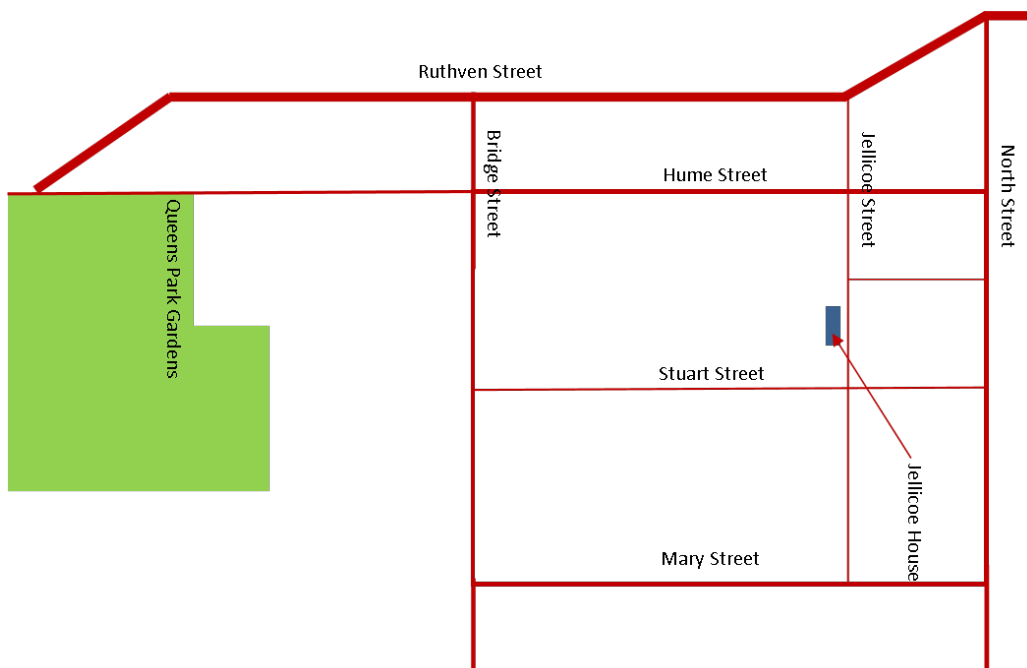 Ruthven Street
Bridge Street
Hume Street
Jellicoe Street
North Street
Queens Park Gardens
Stuart Street
Jellicoe House
Mary Street